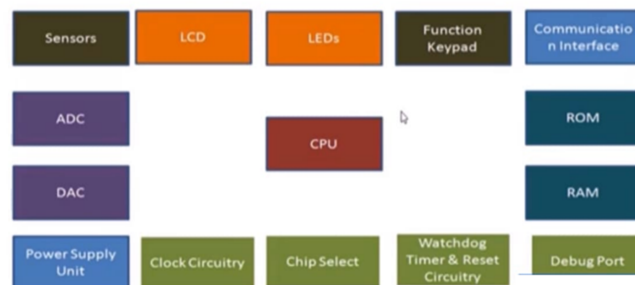 Sensors
LCD
LEDs
Function
Keypad
Communicatio
n Interface
ADC
CPU
ROM
DAC
RAM
Power Supply
Unit
Clock Circuitry
Chip Select
Watchdog
Timer & Reset
Circuitry
Debug Port